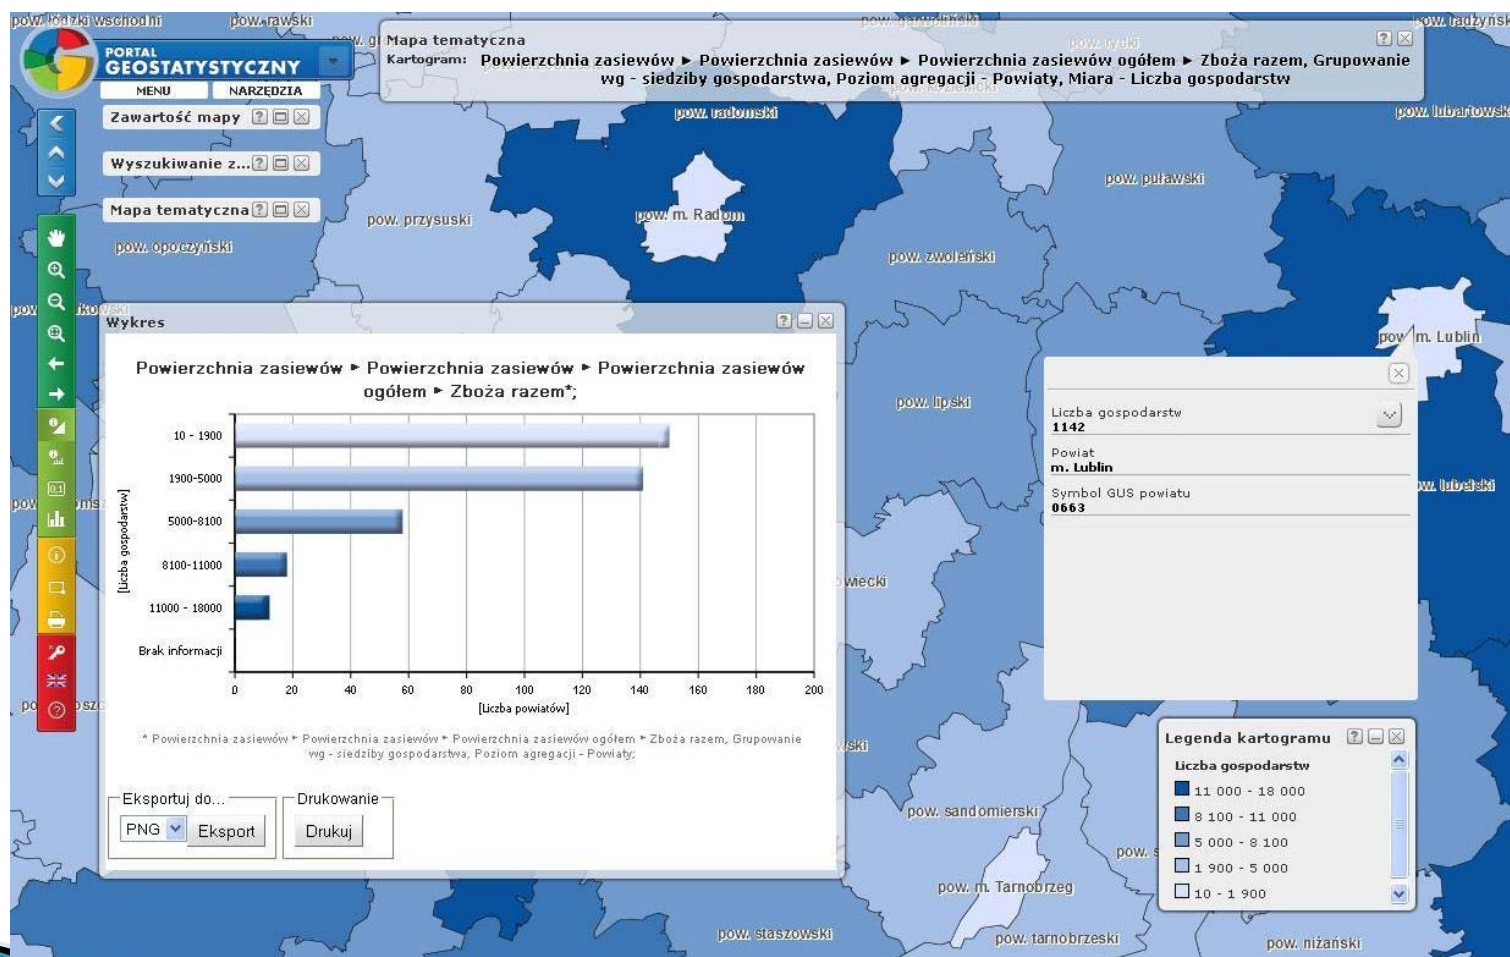 pow. rawski
Mapa tematyczna
Kartogram: Powierzchnia zasiewów ► Powierzchnia zasiewów ► Powierzchnia zasiewów ogółem ► Zboża razem, Grupowanie
wg - siedziby gospodarstwa, Poziom agregacji - Powiaty, Miara - Liczba gospodarstw
PORTAL
GEOSTATYSTYCZNY
MENU NARZĘDZIA
Zawartość mapy
Wyszukiwanie z...
Mapa tematyczna
pow. radomski
pow. lubartowsk
pow. puławski
pow. przysuski
pow. m. Radom
pow. opoczyński
pow. zwoleński
pow. m. Lublin
pow. lipski
Wykres
Powierzchnia zasiewów ► Powierzchnia zasiewów ► Powierzchnia zasiewów
ogółem ► Zboża razem*;
[Liczba gospodarstw]
10 - 1900
1900-5000
5000-8100
8100-11000
11000 - 18000
Brak informacji
0 20 40 60 80 100 120 140 160 180 200
[Liczba powiatów]
* Powierzchnia zasiewów ► Powierzchnia zasiewów ► Powierzchnia zasiewów ogółem ► Zboża razem, Grupowanie
wg - siedziby gospodarstwa, Poziom agregacji - Powiaty;
Eksportuj do...
PNG Eksport
Drukowanie
Drukuj
Liczba gospodarstw
1142
Powiat
m. Lublin
Symbol GUS powiatu
0663
ow. lubelski
owiecki
Legenda kartogramu
Liczba gospodarstw
11 000 - 18 000
8 100 - 11 000
5 000 - 8 100
1 900 - 5 000
10 - 1 900
pow. sandomierski
pow. m. Tarnobrzeg
pow. staszowski
pow. tarnobrzeski
pow. niżański